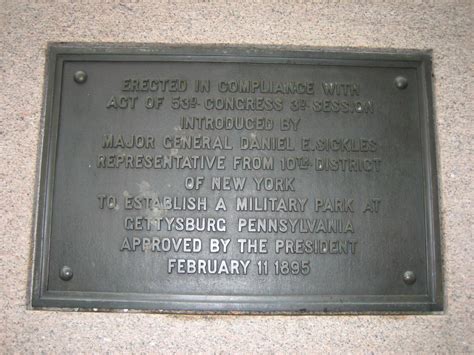 ERECTED IN COMPLIANCE WITH
ACT OF 53D CONGRESS 3D SESSION
INTRODUCED BY
MAJOR GENERAL DANIEL E. SICKLES
REPRESENTATIVE FROM 10TH DISTRICT
OF NEW YORK
TO ESTABLISH A MILITARY PARK AT
GETTYSBURG PENNSYLVANIA
APPROVED BY THE PRESIDENT
FEBRUARY 11 1895